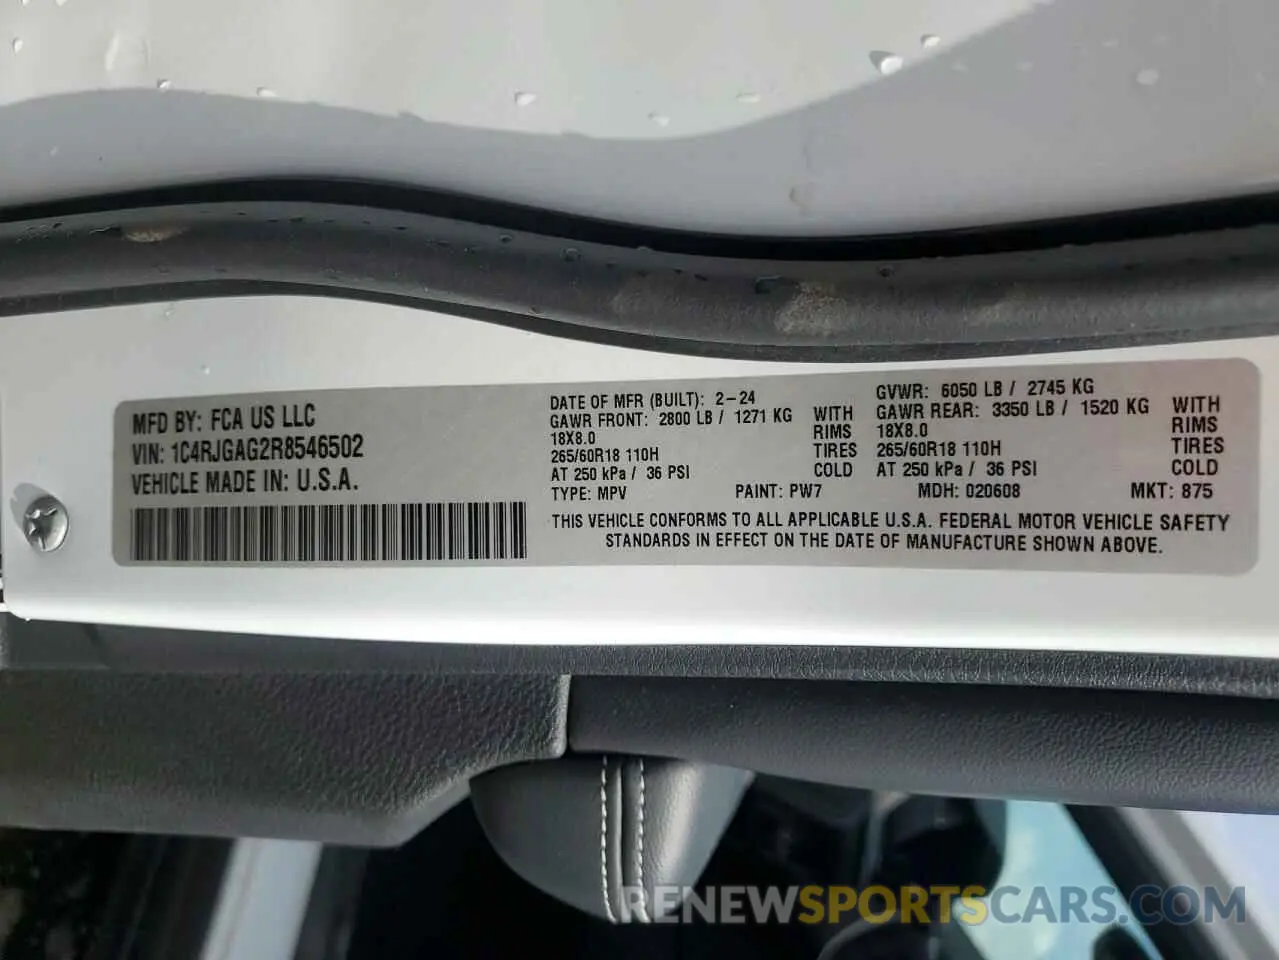 MFD BY: FCA US LLC
VIN: 1C4RJGAG2R8546502
VEHICLE MADE IN: U.S.A.
DATE OF MFR (BUILT): 2-24
GAWR FRONT: 2800 LB / 1271 KG WITH
18X8.0 RIMS
265/60R18 110H TIRES
AT 250 kPa / 36 PSI COLD
GVWR: 6050 LB / 2745 KG
GAWR REAR: 3350 LB / 1520 KG WITH
18X8.0 RIMS
265/60R18 110H TIRES
AT 250 kPa / 36 PSI COLD
TYPE: MPV PAINT: PW7 MDH: 020608 MKT: 875
THIS VEHICLE CONFORMS TO ALL APPLICABLE U.S.A. FEDERAL MOTOR VEHICLE SAFETY
STANDARDS IN EFFECT ON THE DATE OF MANUFACTURE SHOWN ABOVE.
RENEWSPORTSCARS.COM